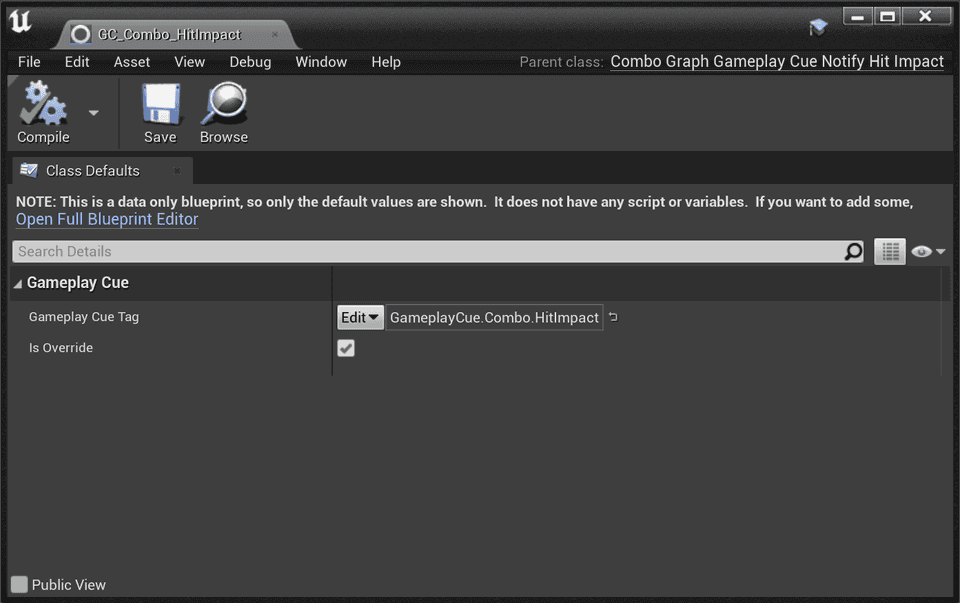 GC_Combo_HitImpact
File Edit Asset View Debug Window Help Parent class: Combo Graph Gameplay Cue Notify Hit Impact
Compile Save Browse
Class Defaults
NOTE: This is a data only blueprint, so only the default values are shown.  It does not have any script or variables.  If you want to add some,
Open Full Blueprint Editor
Search Details
Gameplay Cue
Gameplay Cue Tag Edit GameplayCue.Combo.HitImpact
Is Override
Public View